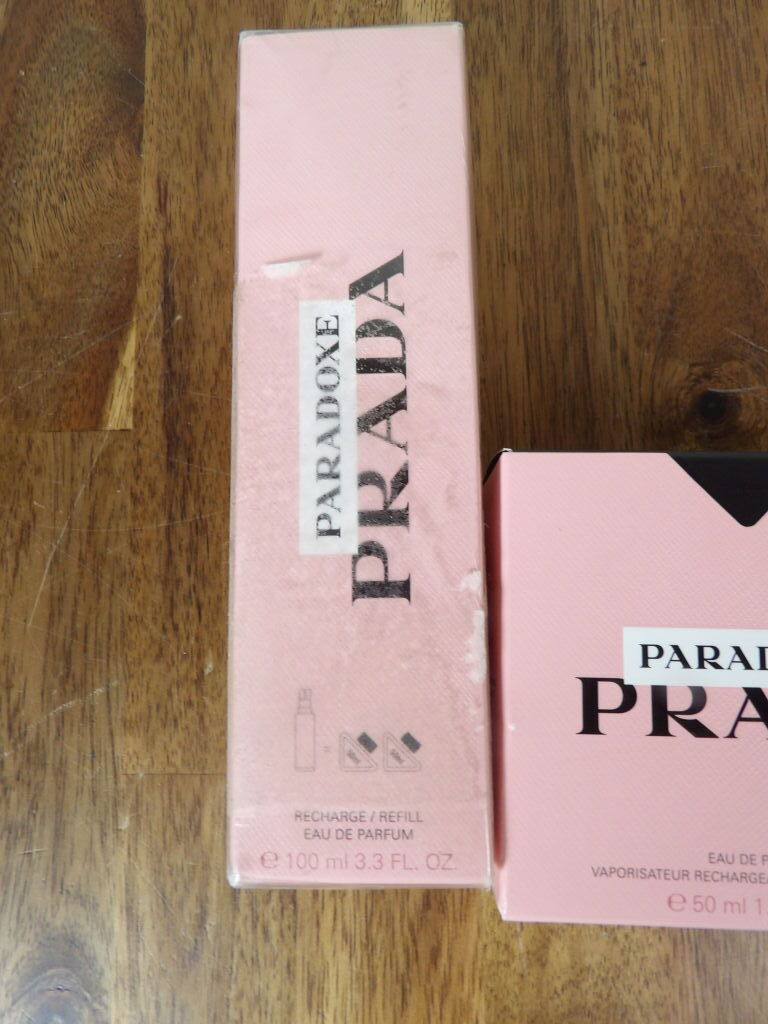 PARADOXE
PRADA
RECHARGE / REFILL
EAU DE PARFUM
e 100 ml 3.3 FL. OZ.
PARAD
PRA
EAU DE P
VAPORISATEUR RECHARGEA
e 50 ml 1.